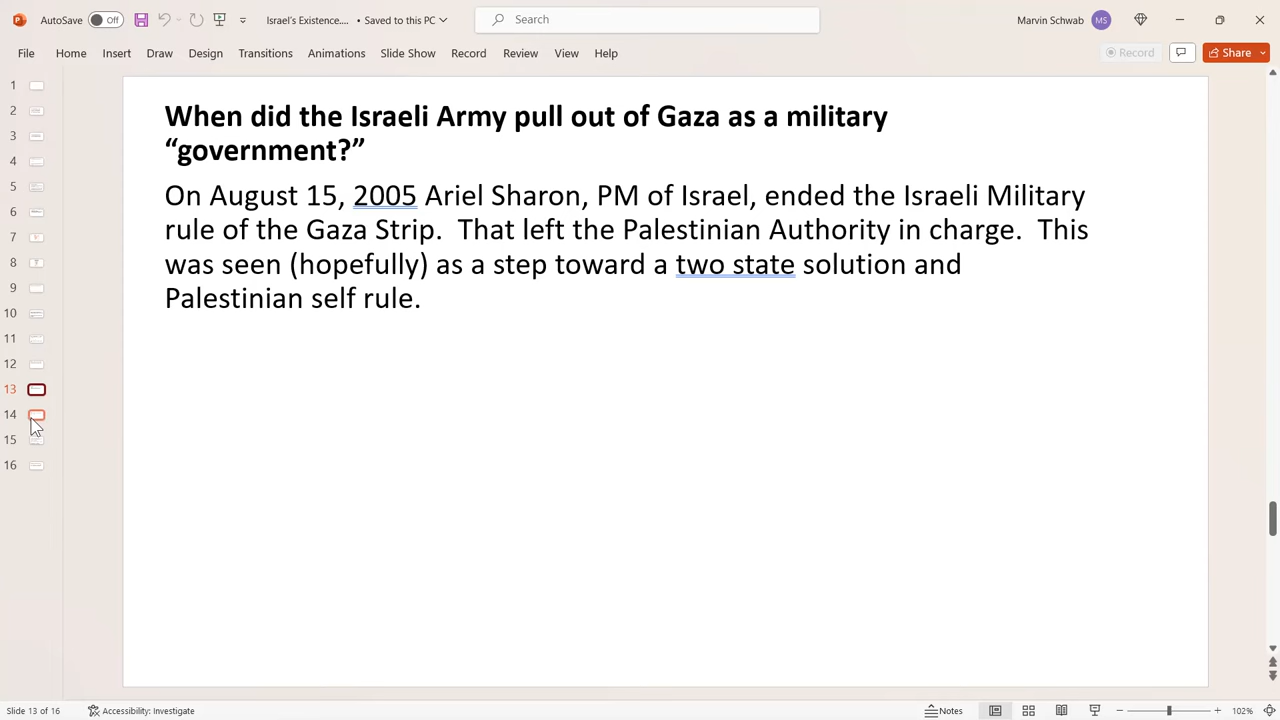 AutoSave Off Israel's Existence.... • Saved to this PC Search Marvin Schwab MS
File Home Insert Draw Design Transitions Animations Slide Show Record Review View Help Record Share
1
2
3
4
5
6
7
8
10
11
12
13
14
15
16
When did the Israeli Army pull out of Gaza as a military
“government?”
On August 15, 2005 Ariel Sharon, PM of Israel, ended the Israeli Military
rule of the Gaza Strip. That left the Palestinian Authority in charge. This
was seen (hopefully) as a step toward a two state solution and
Palestinian self rule.
Slide 13 of 16 Accessibility: Investigate Notes 102%